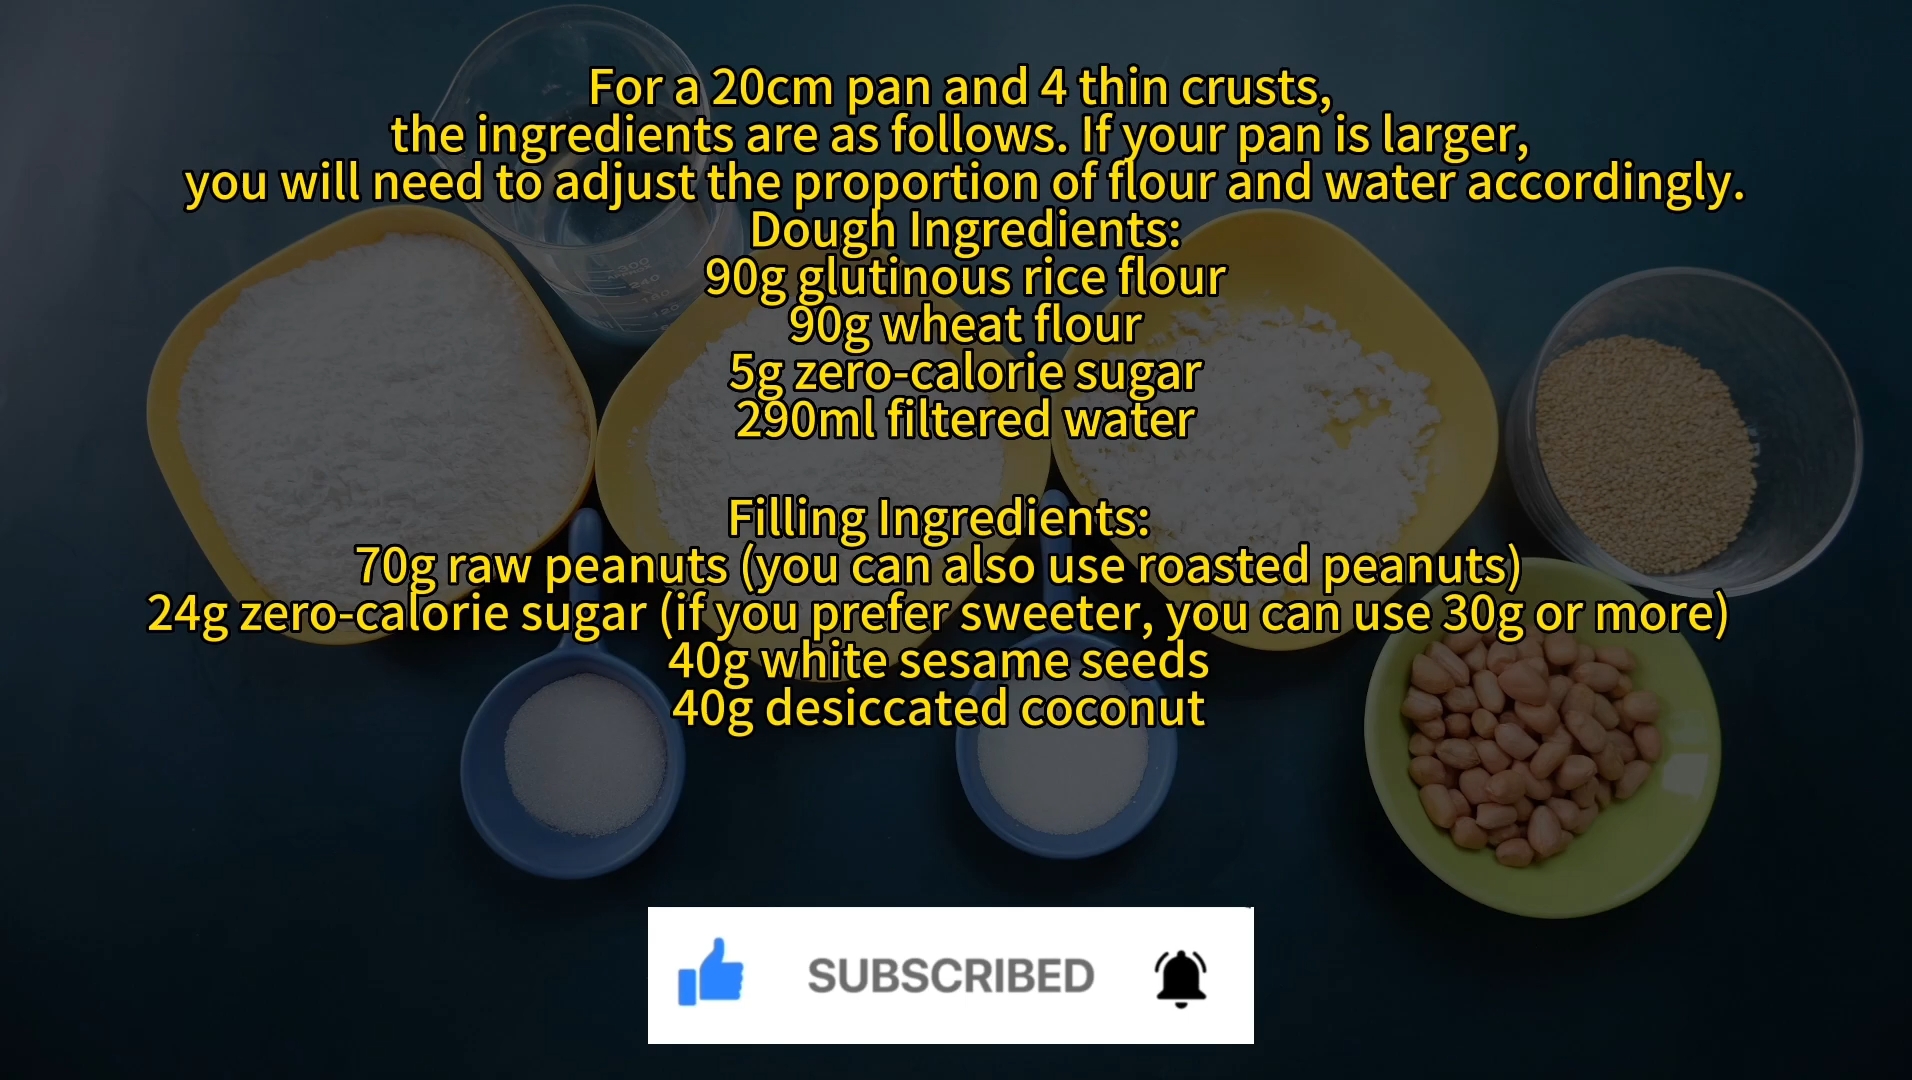 For a 20cm pan and 4 thin crusts,
the ingredients are as follows. If your pan is larger,
you will need to adjust the proportion of flour and water accordingly.
Dough Ingredients:
90g glutinous rice flour
90g wheat flour
5g zero-calorie sugar
290ml filtered water
Filling Ingredients:
70g raw peanuts (you can also use roasted peanuts)
24g zero-calorie sugar (if you prefer sweeter, you can use 30g or more)
40g white sesame seeds
40g desiccated coconut
SUBSCRIBED